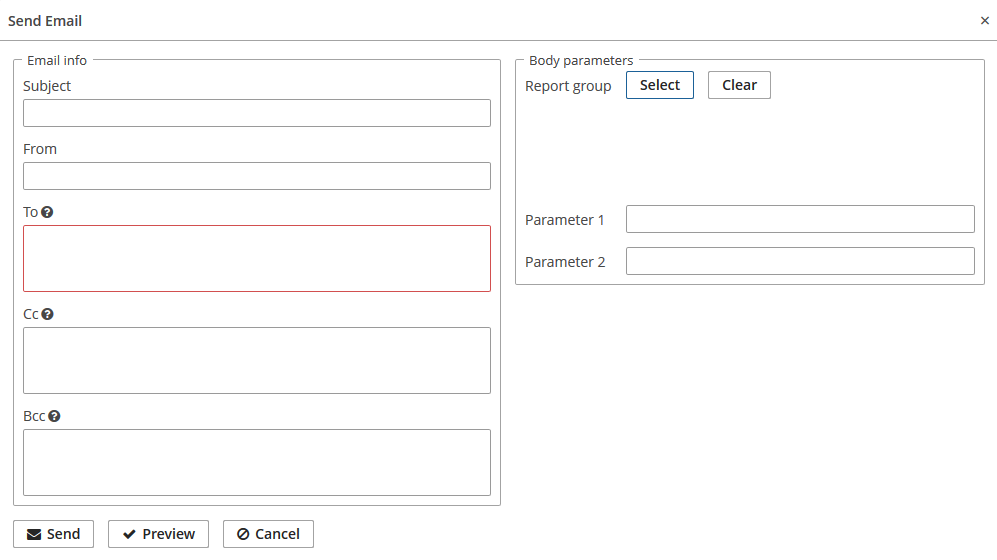 Send Email
×
Email info
Subject
From
To ?
Cc ?
Bcc ?
Body parameters
Report group Select Clear
Parameter 1
Parameter 2
Send Preview Cancel